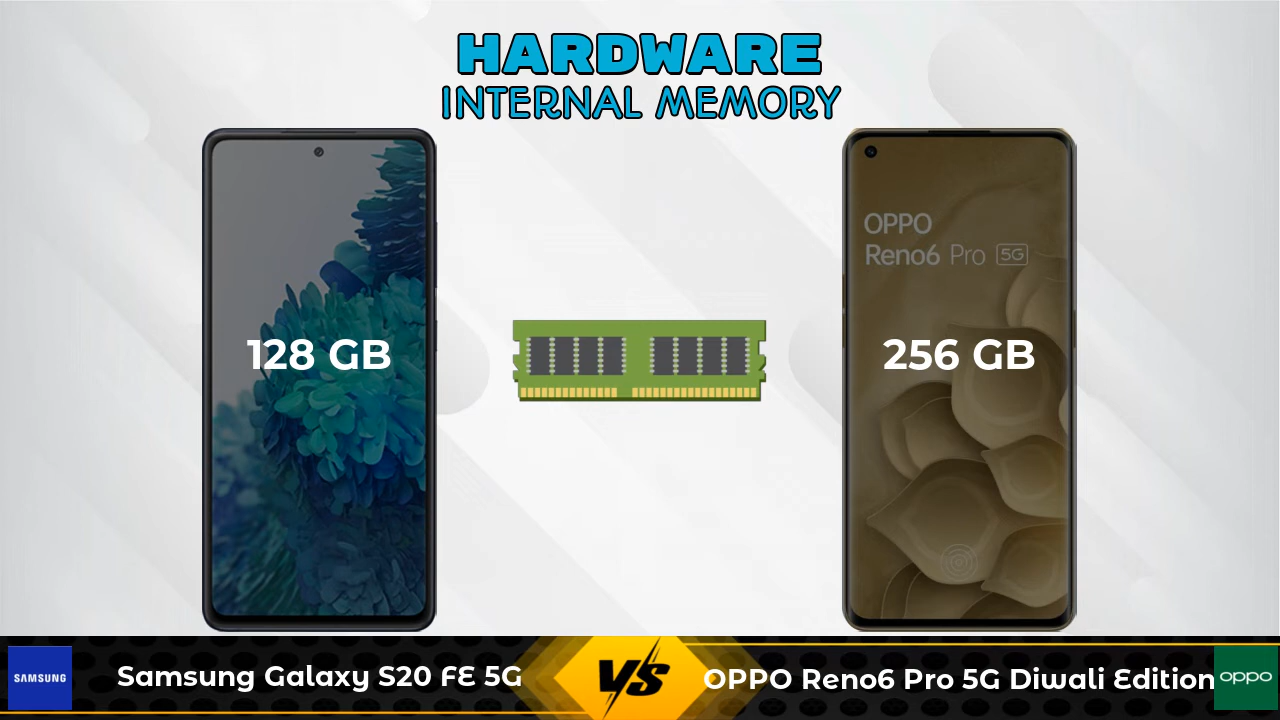 HARDWARE
INTERNAL MEMORY
OPPO
Reno6 Pro 5G
128 GB
256 GB
SAMSUNG
Samsung Galaxy S20 FE 5G
VS
OPPO Reno6 Pro 5G Diwali Edition
oppo